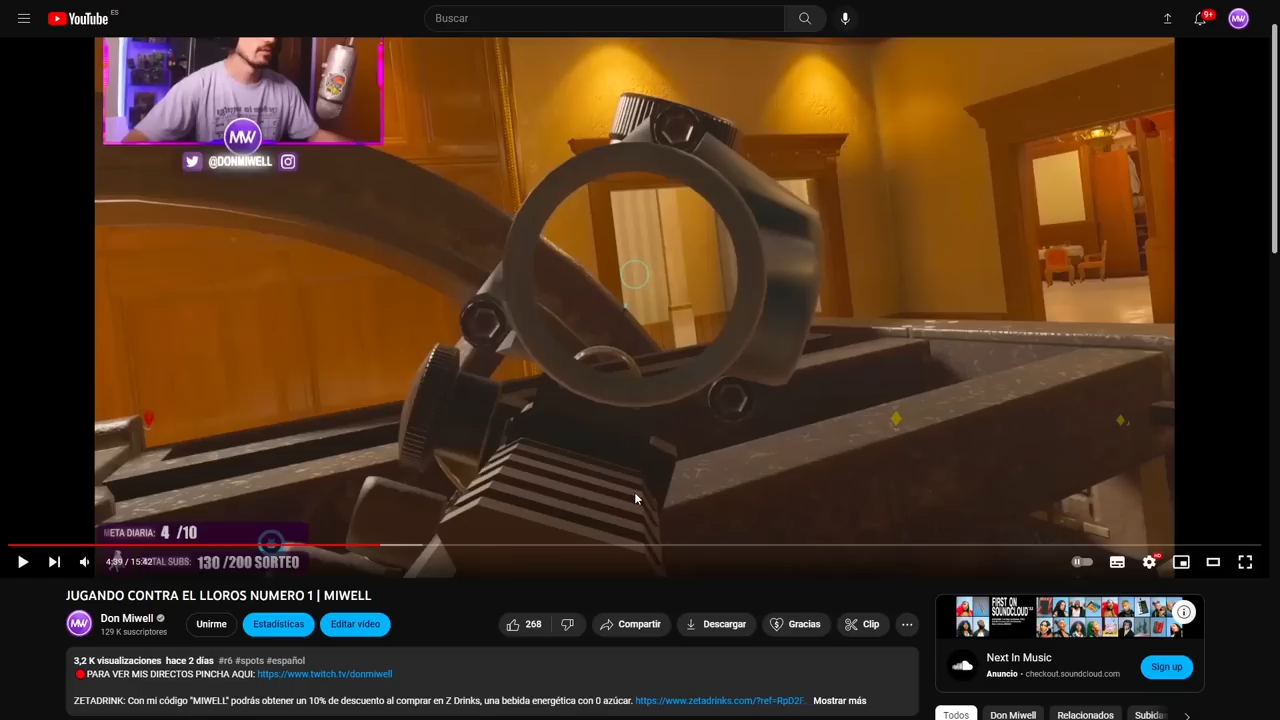 YouTube ES
Buscar
9+
MW
MW
@DONMIWELL
META DIARIA: 4 /10
TOTAL SUBS: 130 /200 SORTEO
4:39 / 15:42
HD
JUGANDO CONTRA EL LLOROS NUMERO 1 | MIWELL
MW
Don Miwell
129 K suscriptores
Unirme
Estadísticas
Editar vídeo
268
Compartir
Descargar
Gracias
Clip
3,2 K visualizaciones hace 2 días #r6 #spots #español
PARA VER MIS DIRECTOS PINCHA AQUI: https://www.twitch.tv/donmiwell
ZETADRINK: Con mi código "MIWELL" podrás obtener un 10% de descuento al comprar en Z Drinks, una bebida energética con 0 azúcar. https://www.zetadrinks.com/?ref=RpD2F... Mostrar más
FIRST ON
SOUNDCLOUD
Next In Music
Anuncio · checkout.soundcloud.com
Sign up
Todos
Don Miwell
Relacionados
Subida